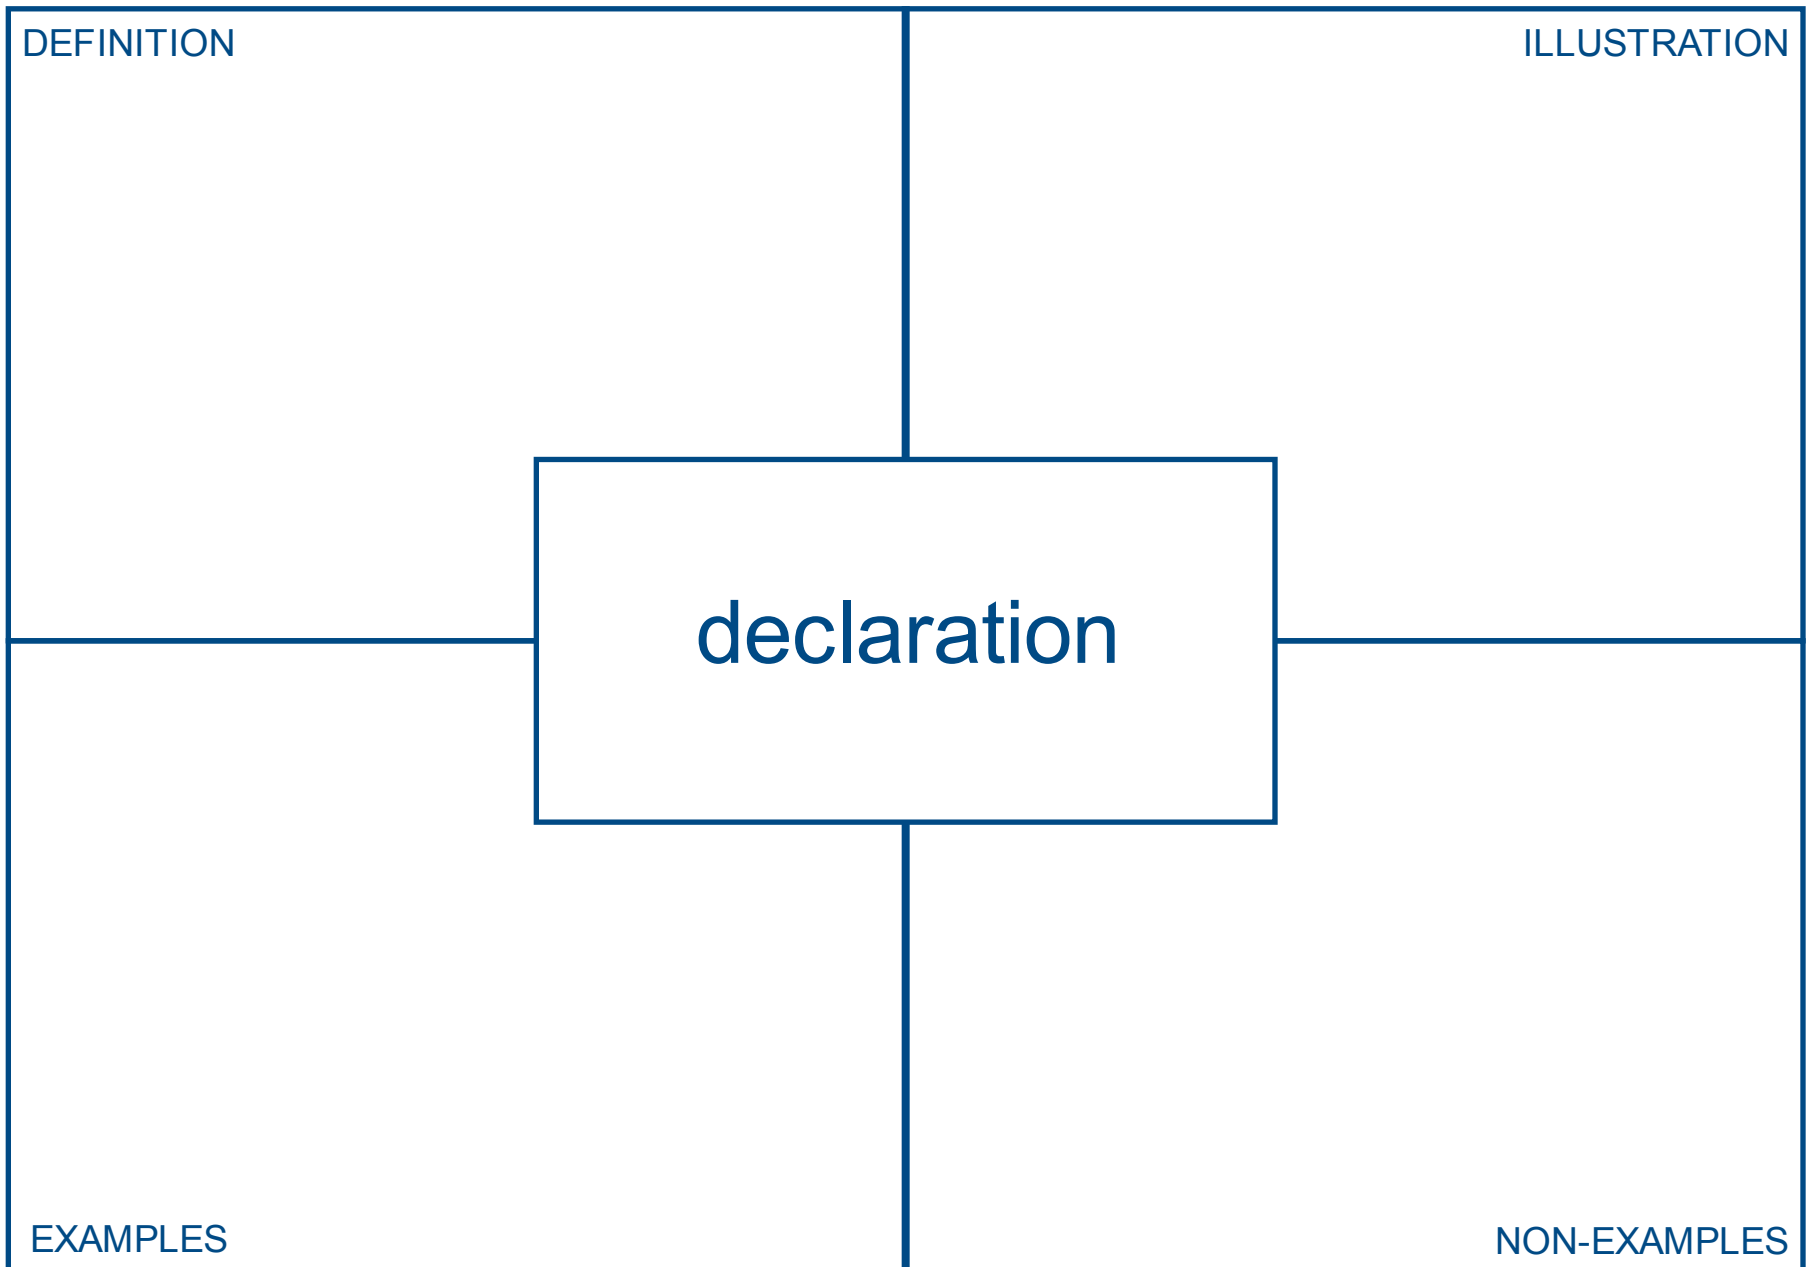 DEFINITION
ILLUSTRATION
declaration
EXAMPLES
NON-EXAMPLES